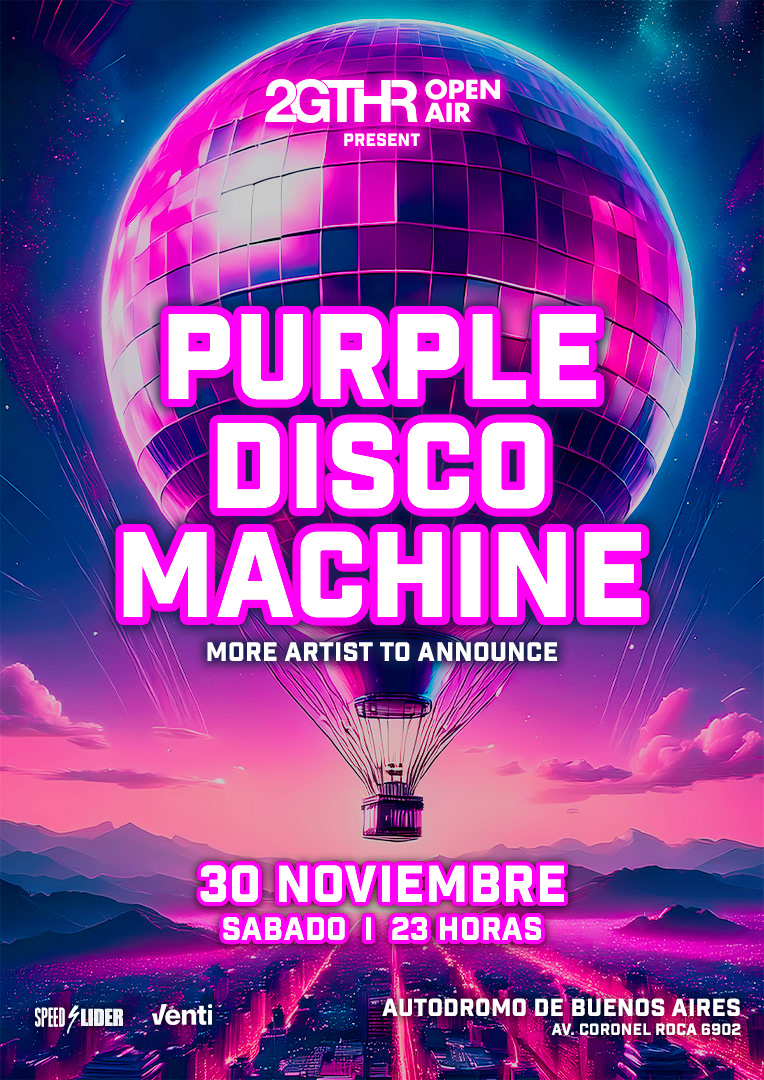 2GTHR OPEN AIR
PRESENT
PURPLE
DISCO
MACHINE
MORE ARTIST TO ANNOUNCE
30 NOVIEMBRE
SABADO | 23 HORAS
SPEED LIDER
Venti
AUTODROMO DE BUENOS AIRES
AV. CORONEL ROCA 6902